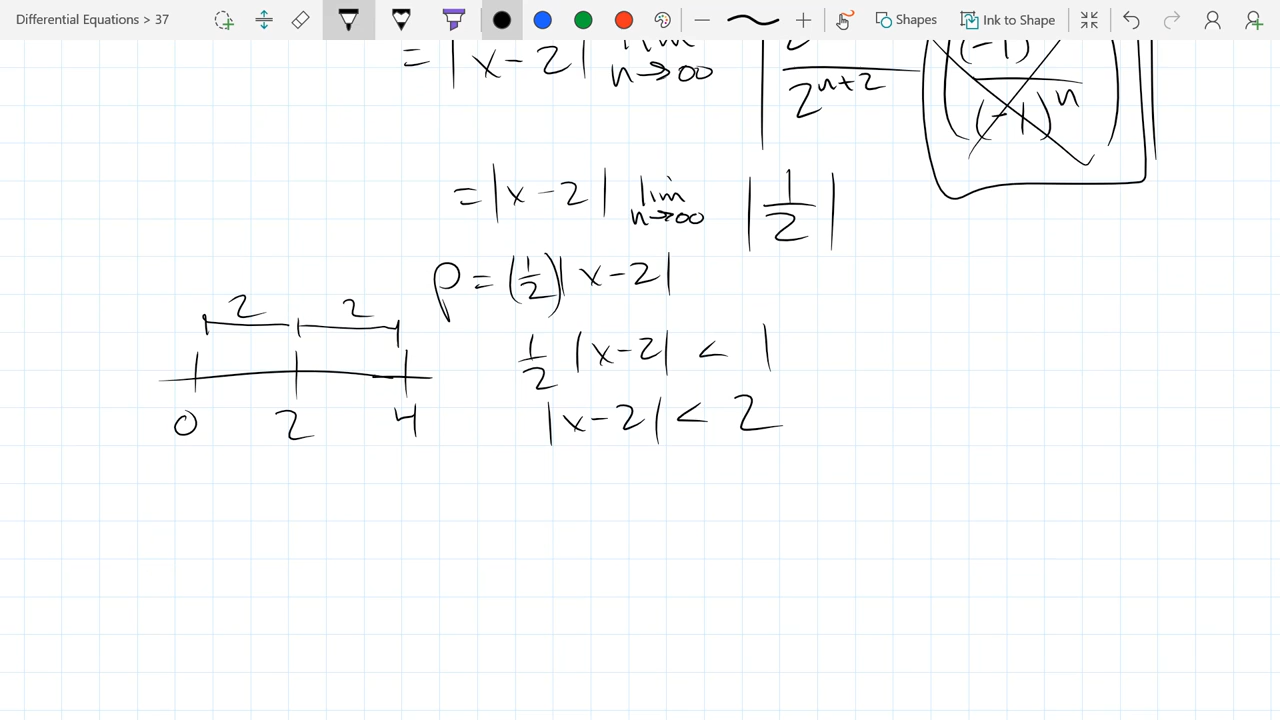 Differential Equations > 37
Shapes
Ink to Shape
= |x-2| lim n→∞ | 2^{n+2} (-1) / (-1)^n |
= |x-2| lim n→∞ |1/2|
ρ = (1/2)|x-2|
2 2
1/2 |x-2| < 1
0 2 4
|x-2| < 2